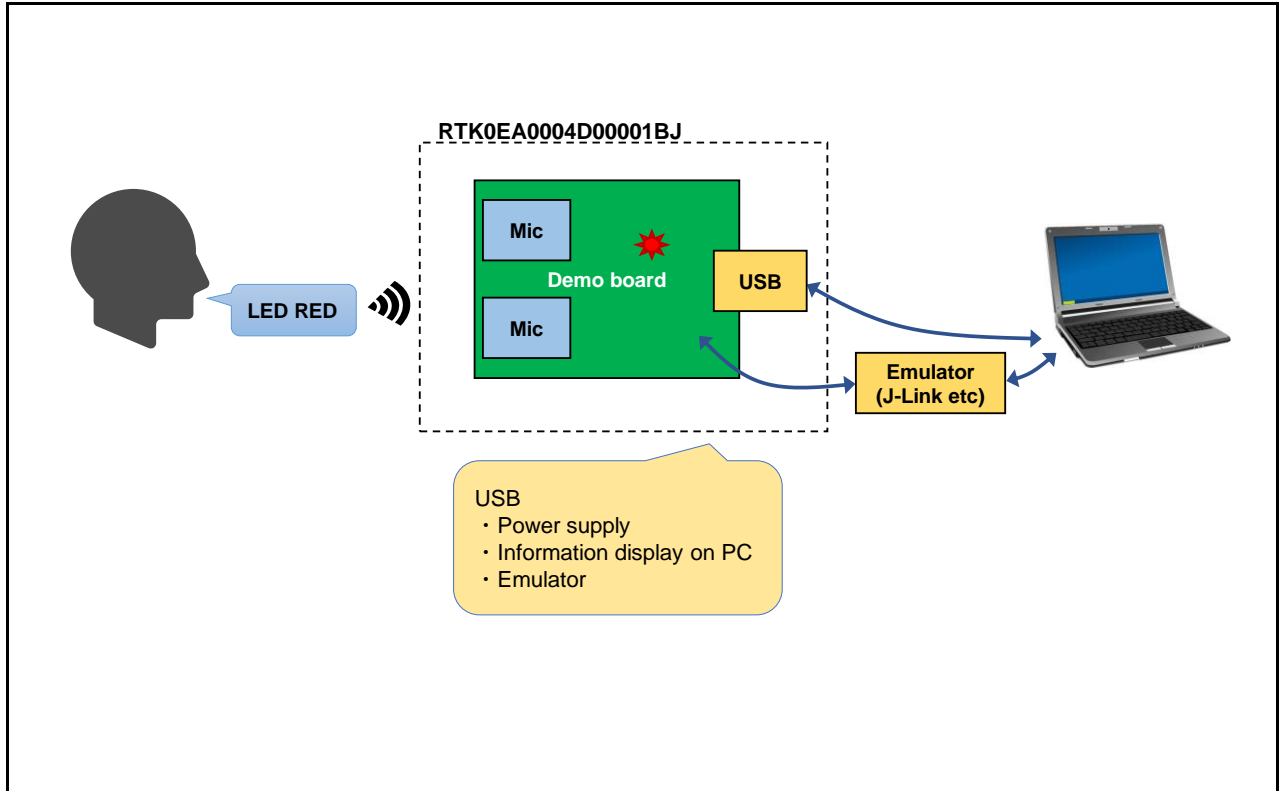 RTK0EA0004D00001BJ
Mic
Demo board
USB
LED RED
Mic
Emulator
(J-Link etc)
USB
・Power supply
・Information display on PC
・Emulator